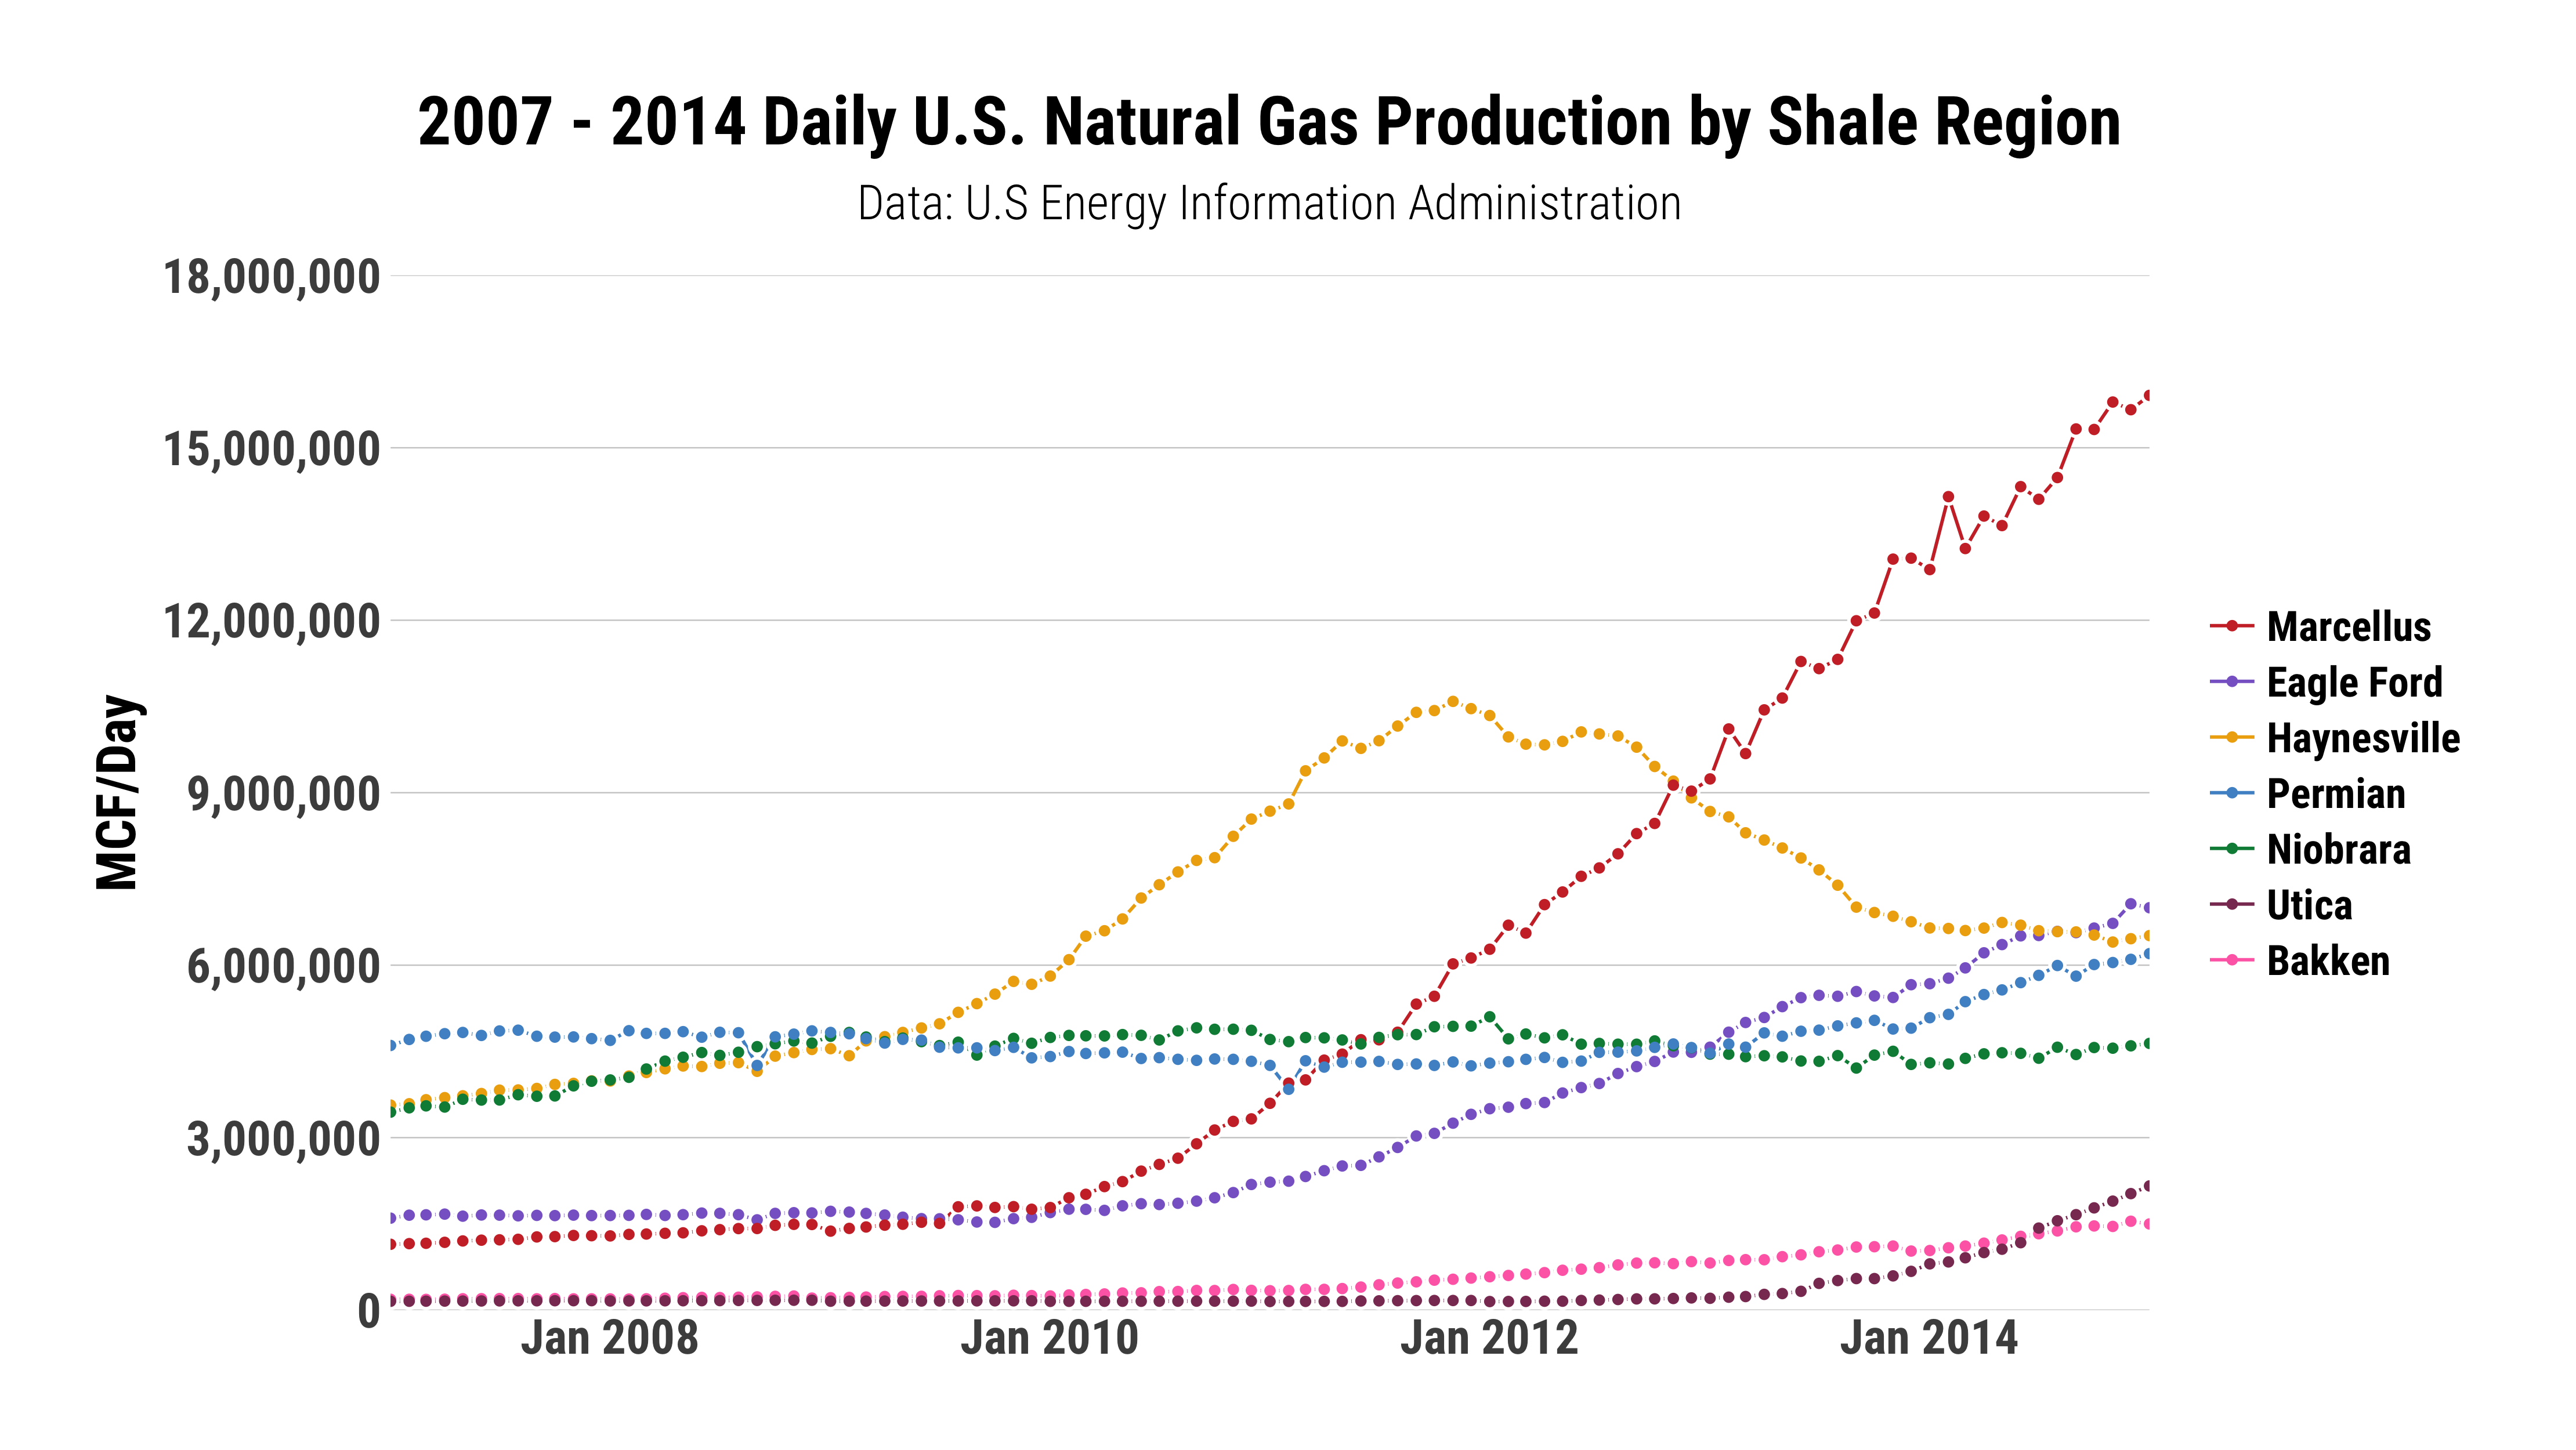 2007 - 2014 Daily U.S. Natural Gas Production by Shale Region
Data: U.S Energy Information Administration
18,000,000
15,000,000
12,000,000
9,000,000
6,000,000
3,000,000
0
MCF/Day
Jan 2008
Jan 2010
Jan 2012
Jan 2014
Marcellus
Eagle Ford
Haynesville
Permian
Niobrara
Utica
Bakken